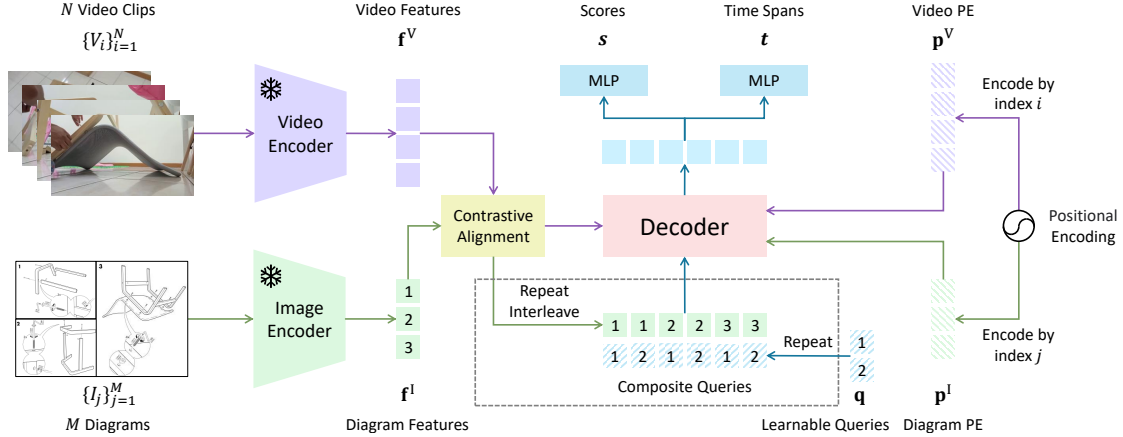 N Video Clips
Video Features
Scores
Time Spans
Video PE
{V_i}_{i=1}^N
f^V
s
t
p^V
MLP
MLP
Encode by
index i
Video
Encoder
Contrastive
Alignment
Decoder
Positional
Encoding
1
3
2
Image
Encoder
1
2
3
Repeat
Interleave
1 1 2 2 3 3
1 2 1 2 1 2
Repeat
1
2
Encode by
index j
Composite Queries
{I_j}_{j=1}^M
f^I
q
p^I
M Diagrams
Diagram Features
Learnable Queries
Diagram PE